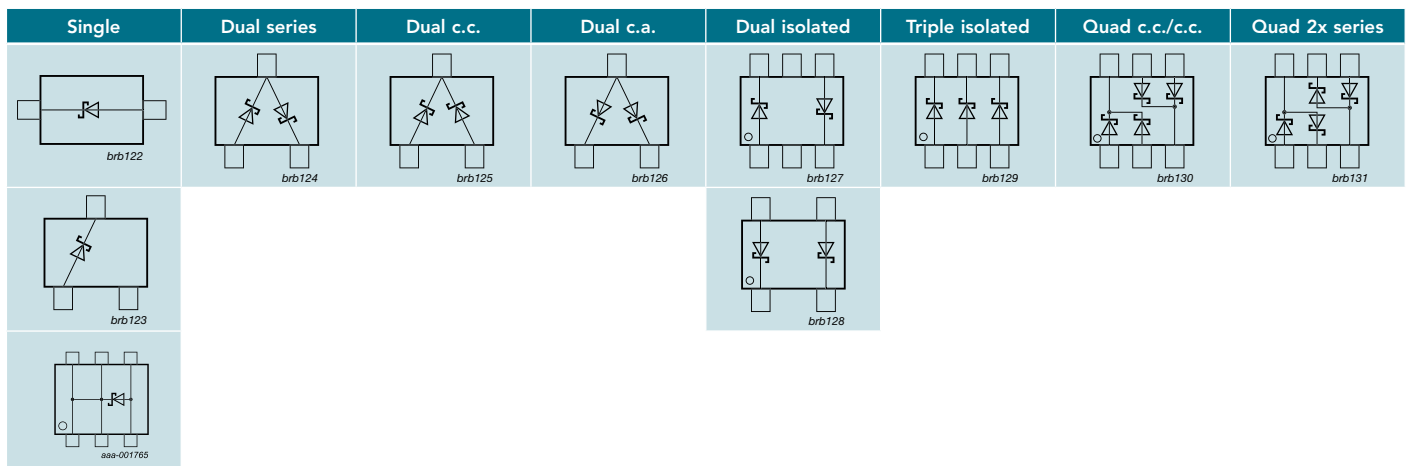 Single Dual series Dual c.c. Dual c.a. Dual isolated Triple isolated Quad c.c./c.c. Quad 2x series
brb122 brb124 brb125 brb126 brb127 brb129 brb130 brb131
brb123 brb128
aaa-001765